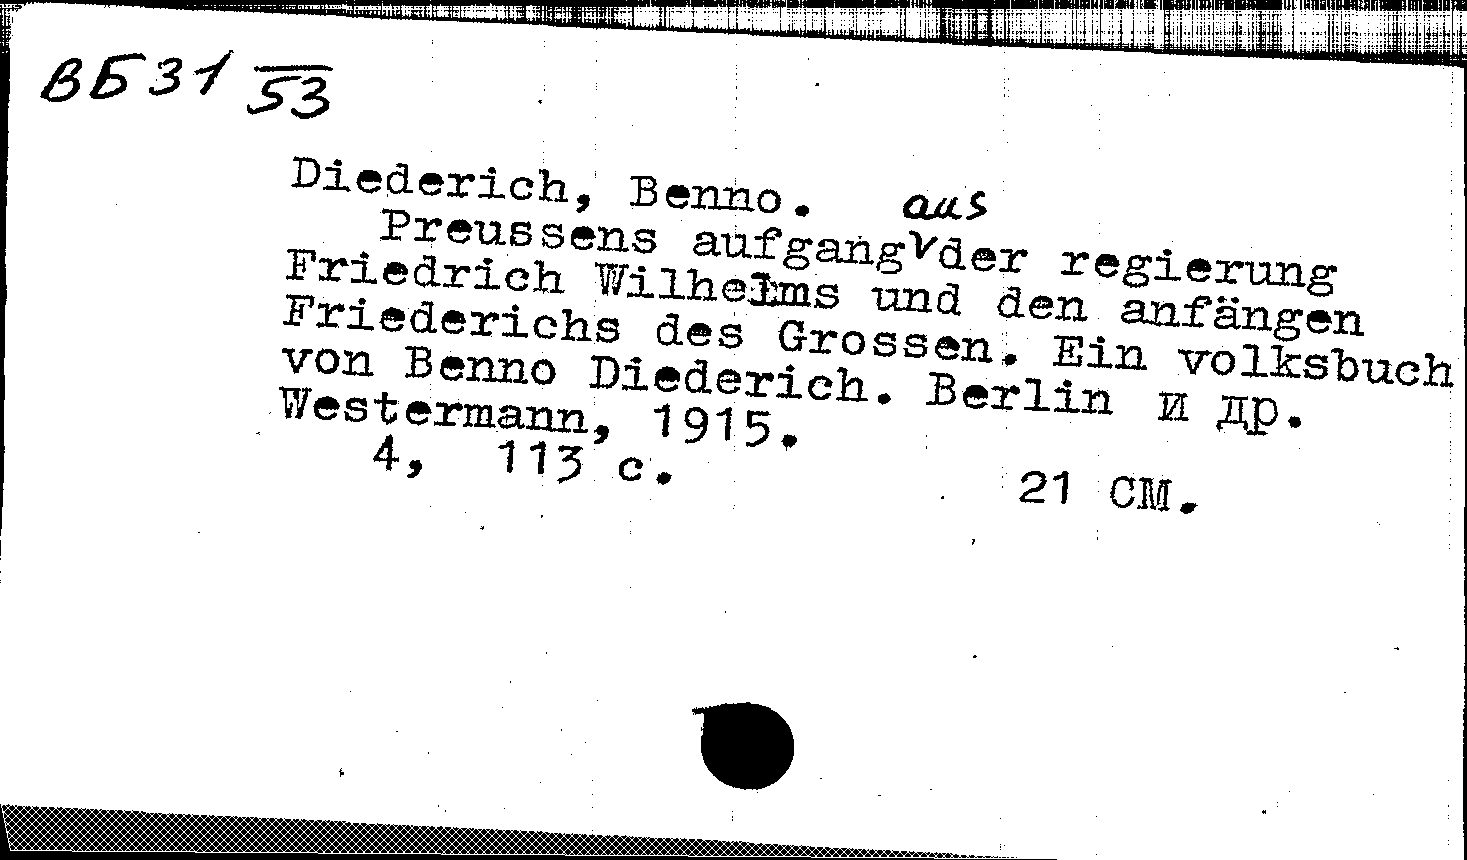 ВБ31 53
Diederich, Benno.
Preussens aufgang aus der regierung
Friedrich Wilhelms und den anfängen
Friederichs des Grossen. Ein volksbuch
von Benno Diederich. Berlin и др.
Westermann, 1915.
4, 113 с. 21 см.